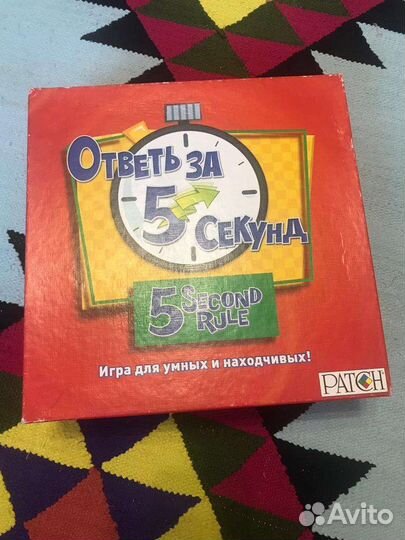 Ответь за
5 секунд
5 Second
Rule
Игра для умных и находчивых!
PATCH
Avito